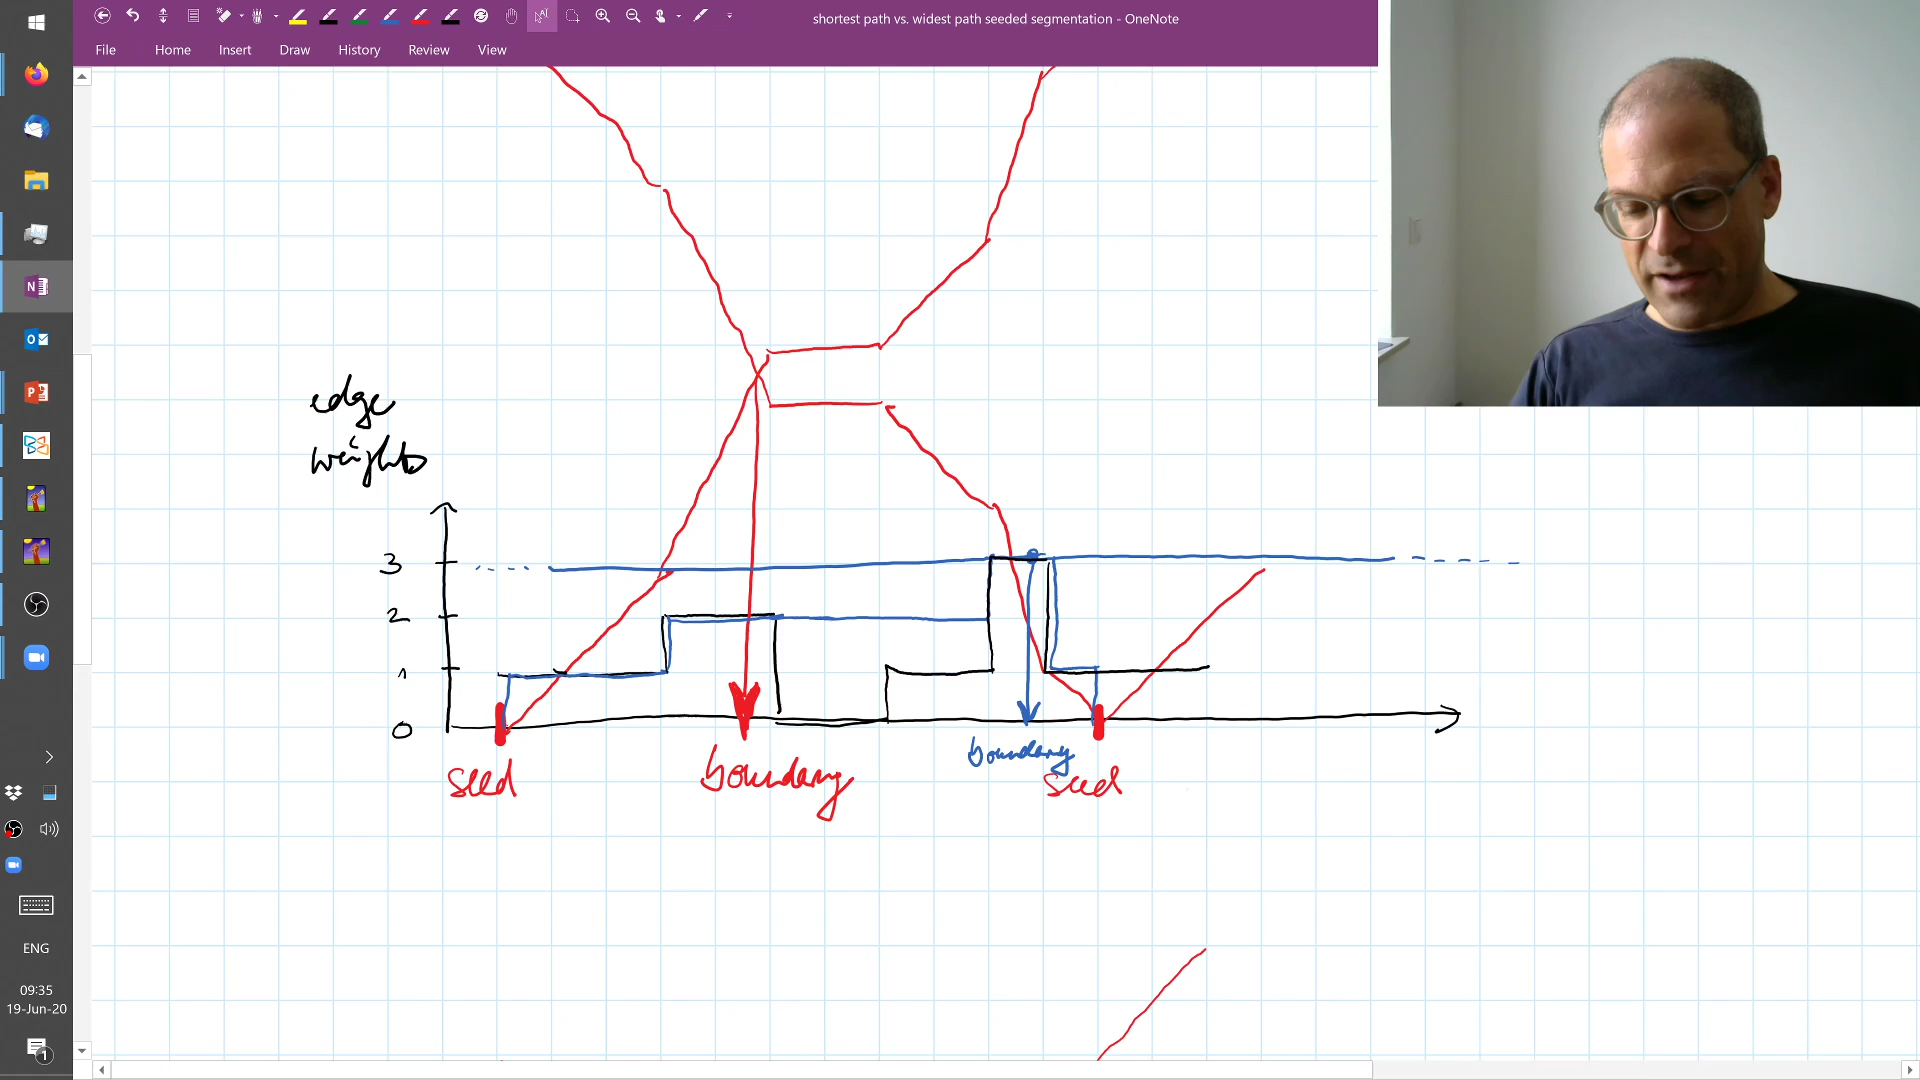 shortest path vs. widest path seeded segmentation - OneNote
File Home Insert Draw History Review View
edge
weights
3
2
1
0
seed
boundary
boundary
seed
ENG
09:35
19-Jun-20
1